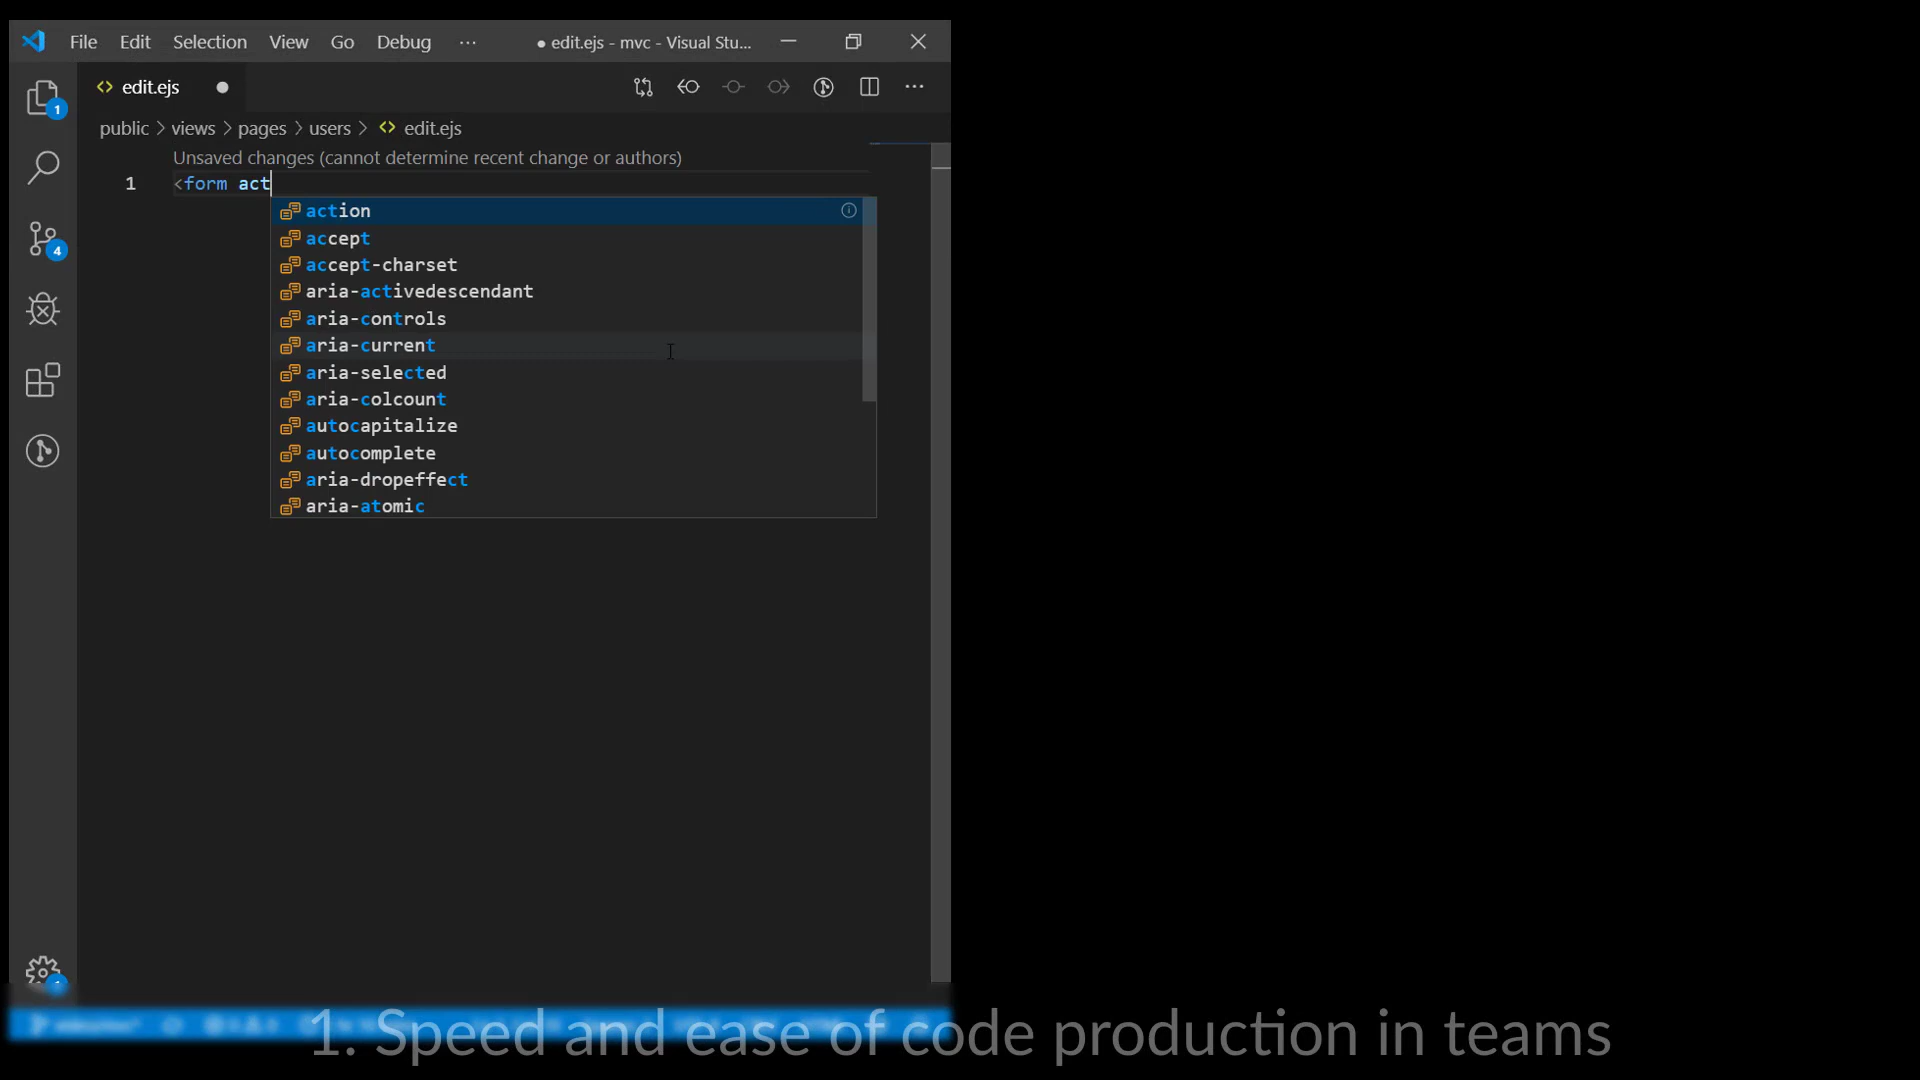 File Edit Selection View Go Debug ··· ● edit.ejs - mvc - Visual Stu...
<> edit.ejs ● ···
public > views > pages > users > <> edit.ejs
Unsaved changes (cannot determine recent change or authors)
1 <form act
action
accept
accept-charset
aria-activedescendant
aria-controls
aria-current
aria-selected
aria-colcount
autocapitalize
autocomplete
aria-dropeffect
aria-atomic
1
4
1. Speed and ease of code production in teams